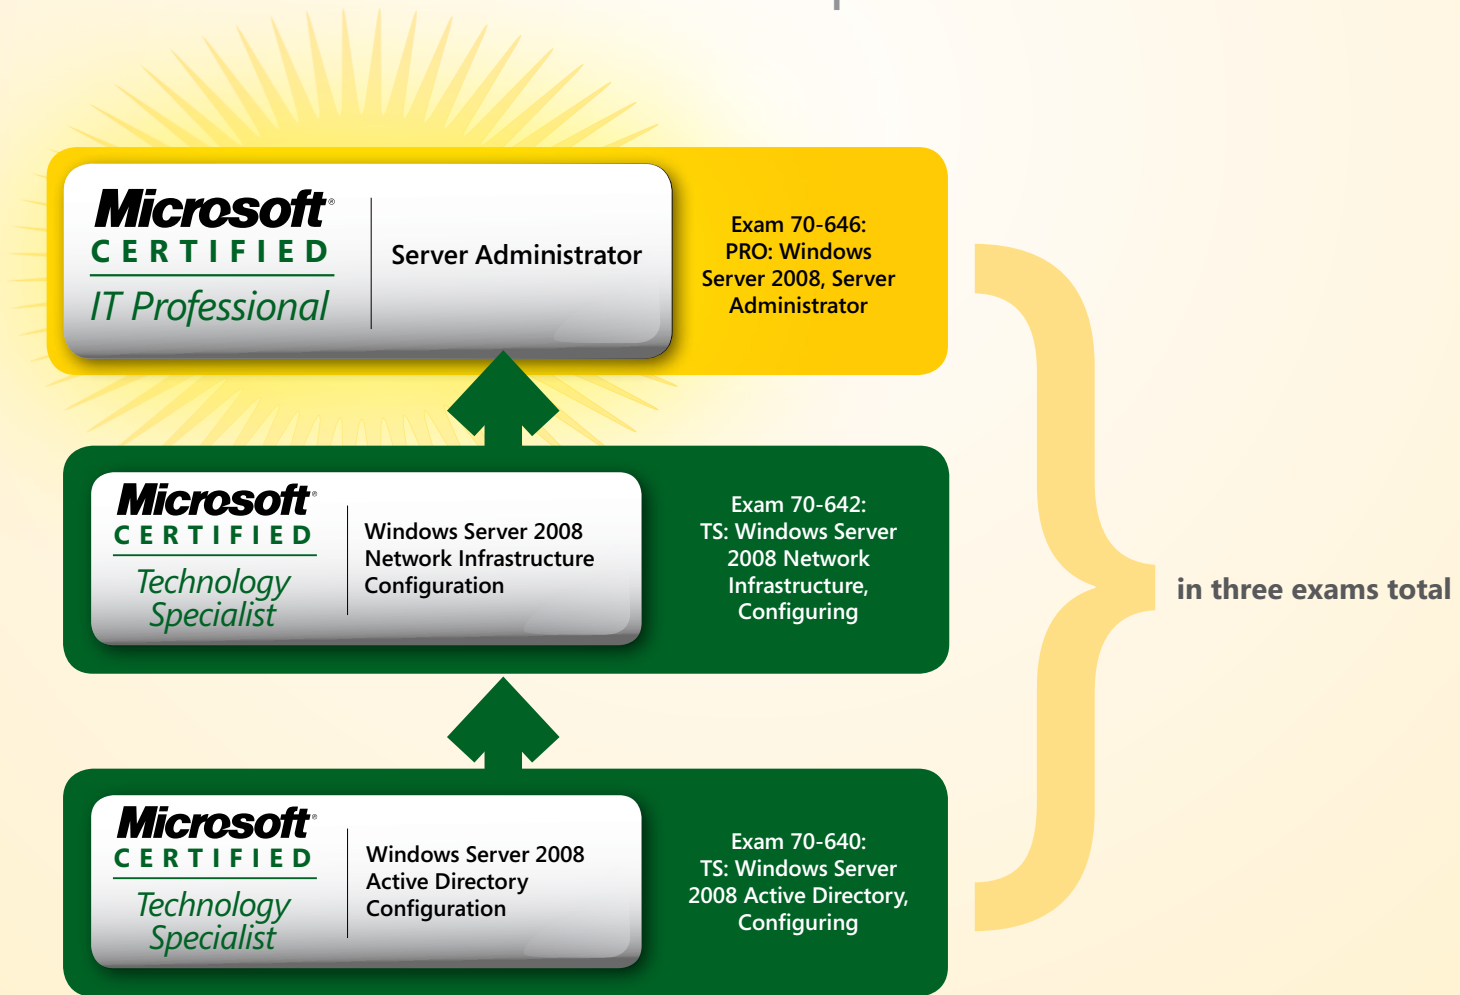 Microsoft®
CERTIFIED
IT Professional
Server Administrator
Exam 70-646:
PRO: Windows
Server 2008, Server
Administrator
Microsoft®
CERTIFIED
Technology
Specialist
Windows Server 2008
Network Infrastructure
Configuration
Exam 70-642:
TS: Windows Server
2008 Network
Infrastructure,
Configuring
in three exams total
Microsoft®
CERTIFIED
Technology
Specialist
Windows Server 2008
Active Directory
Configuration
Exam 70-640:
TS: Windows Server
2008 Active Directory,
Configuring